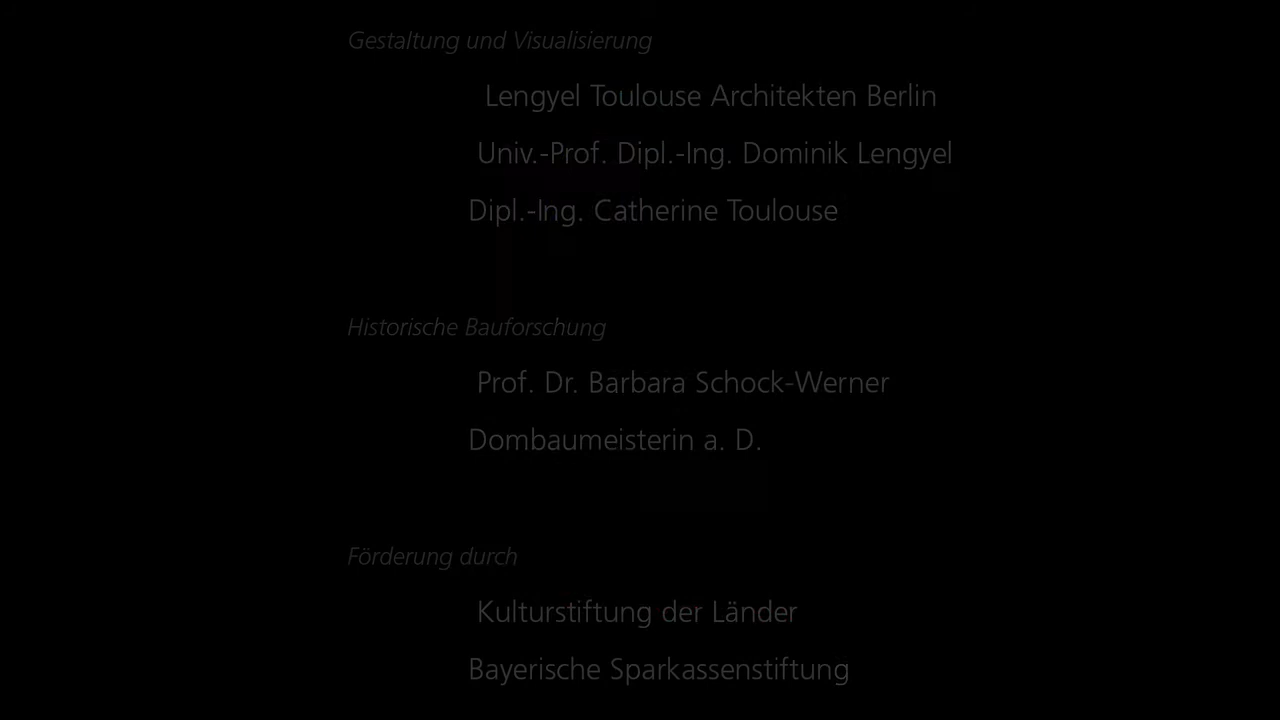 Gestaltung und Visualisierung
Lengyel Toulouse Architekten Berlin
Univ.-Prof. Dipl.-Ing. Dominik Lengyel
Dipl.-Ing. Catherine Toulouse
Historische Bauforschung
Prof. Dr. Barbara Schock-Werner
Dombaumeisterin a. D.
Förderung durch
Kulturstiftung der Länder
Bayerische Sparkassenstiftung